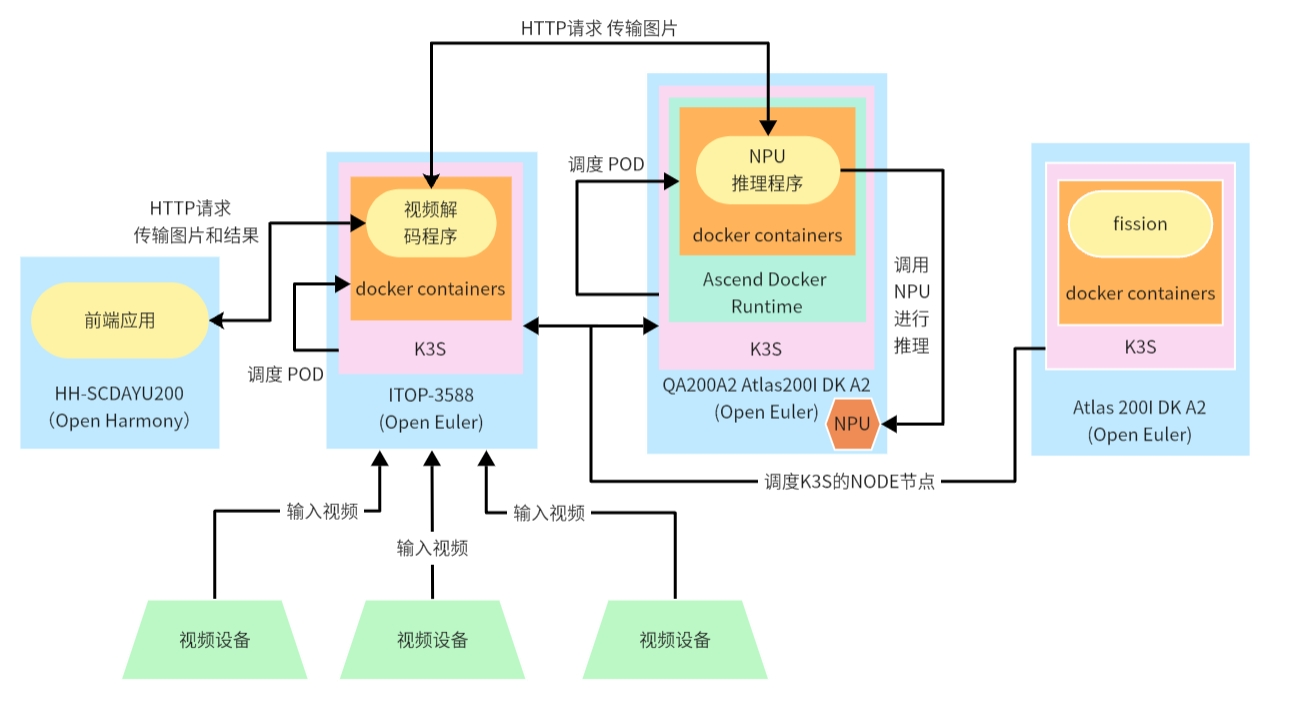 HTTP请求 传输图片
HTTP请求
传输图片和结果
前端应用
HH-SCDAYU200
（Open Harmony）
视频解
码程序
docker containers
K3S
调度 POD
ITOP-3588
(Open Euler)
调度 POD
NPU
推理程序
docker containers
Ascend Docker
Runtime
K3S
QA200A2 Atlas200I DK A2
(Open Euler)
NPU
调用
NPU
进行
推理
fission
docker containers
K3S
Atlas 200I DK A2
(Open Euler)
调度K3S的NODE节点
输入视频
输入视频
输入视频
视频设备
视频设备
视频设备